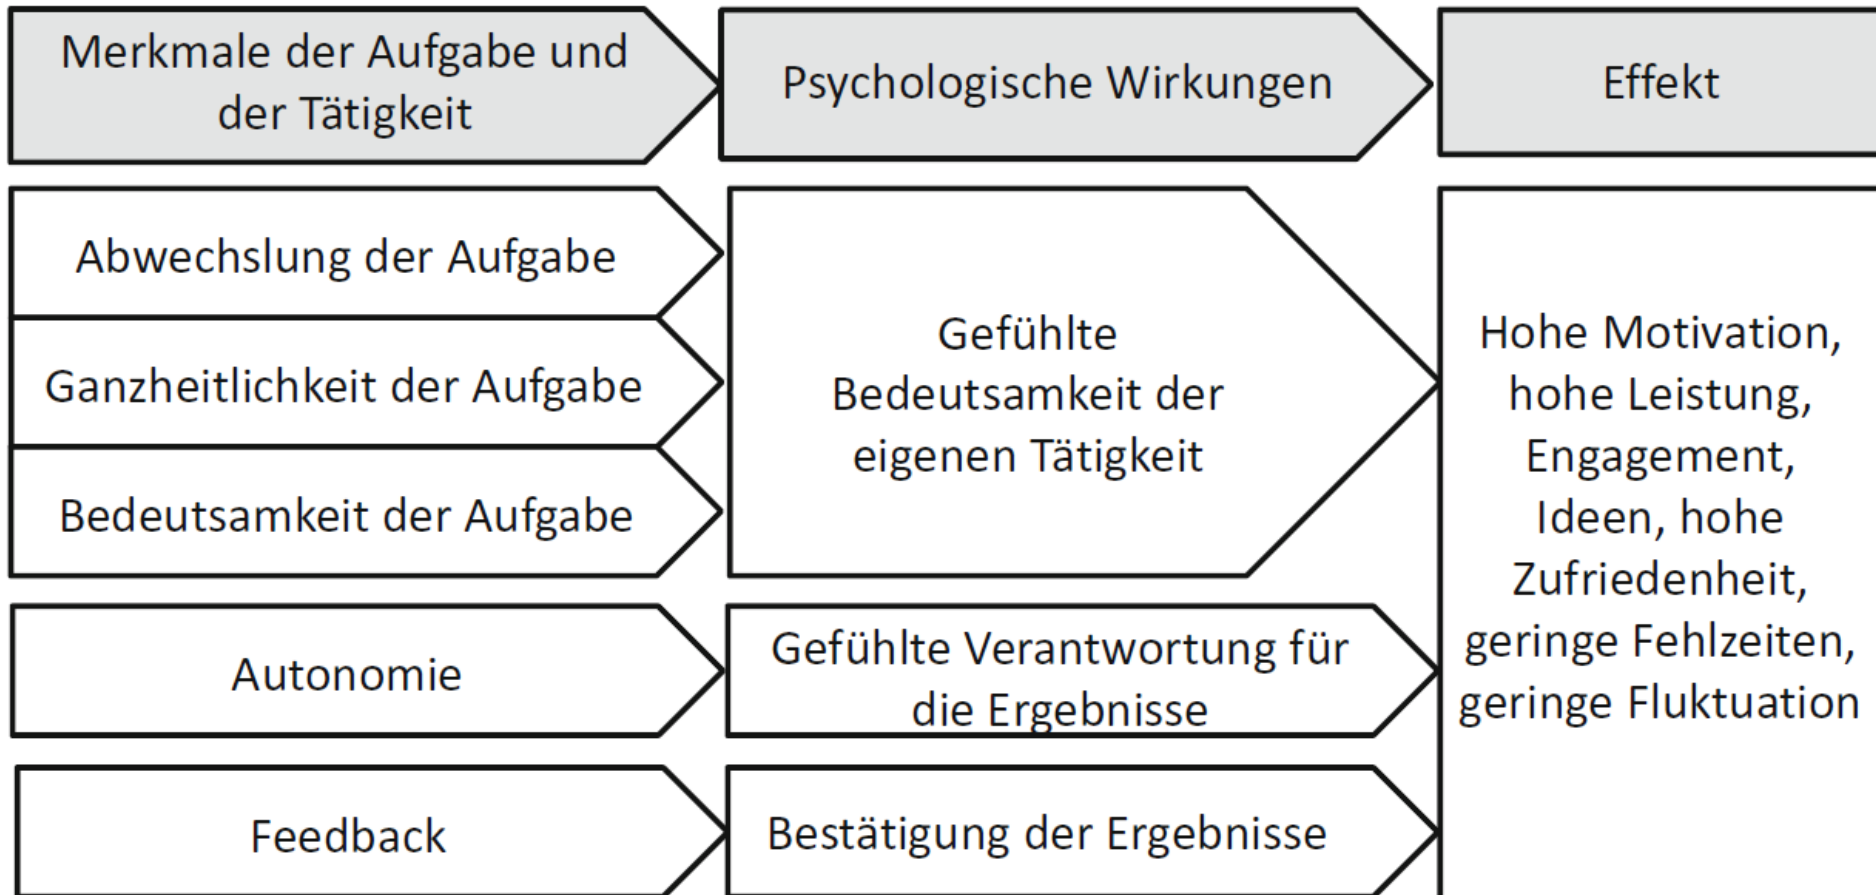 Merkmale der Aufgabe und
der Tätigkeit
Psychologische Wirkungen
Effekt
Abwechslung der Aufgabe
Ganzheitlichkeit der Aufgabe
Bedeutsamkeit der Aufgabe
Gefühlte
Bedeutsamkeit der
eigenen Tätigkeit
Autonomie
Gefühlte Verantwortung für
die Ergebnisse
Feedback
Bestätigung der Ergebnisse
Hohe Motivation,
hohe Leistung,
Engagement,
Ideen, hohe
Zufriedenheit,
geringe Fehlzeiten,
geringe Fluktuation